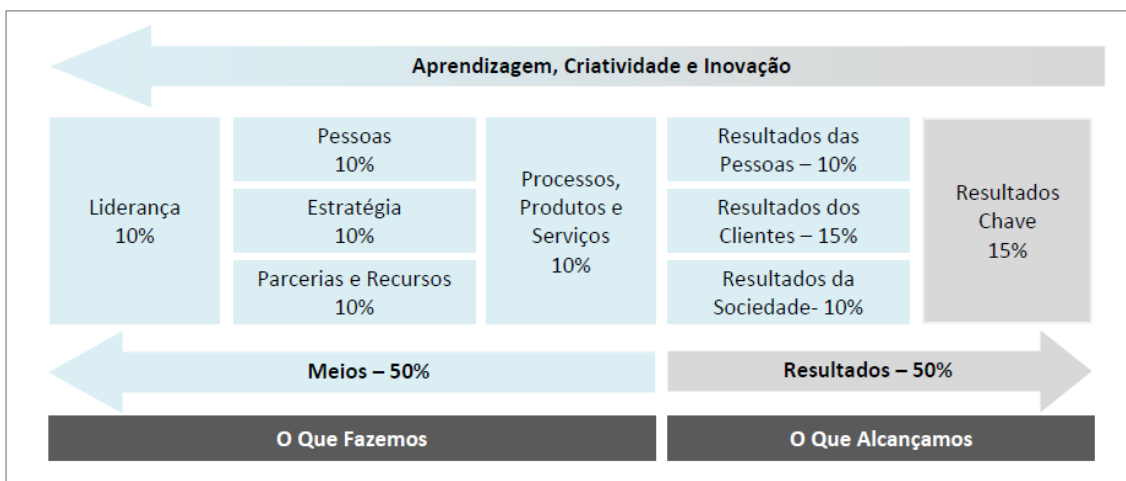 Aprendizagem, Criatividade e Inovação
Liderança
10%
Pessoas
10%
Estratégia
10%
Parcerias e Recursos
10%
Processos,
Produtos e
Serviços
10%
Resultados das
Pessoas – 10%
Resultados dos
Clientes – 15%
Resultados da
Sociedade- 10%
Resultados
Chave
15%
Meios – 50%
Resultados – 50%
O Que Fazemos
O Que Alcançamos